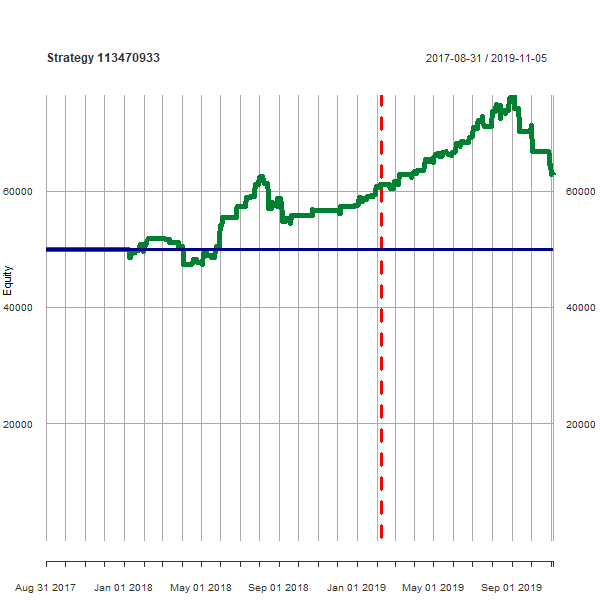 Strategy 113470933
2017-08-31 / 2019-11-05
60000
60000
40000
40000
20000
20000
Equity
Aug 31 2017
Jan 01 2018
May 01 2018
Sep 01 2018
Jan 01 2019
May 01 2019
Sep 01 2019